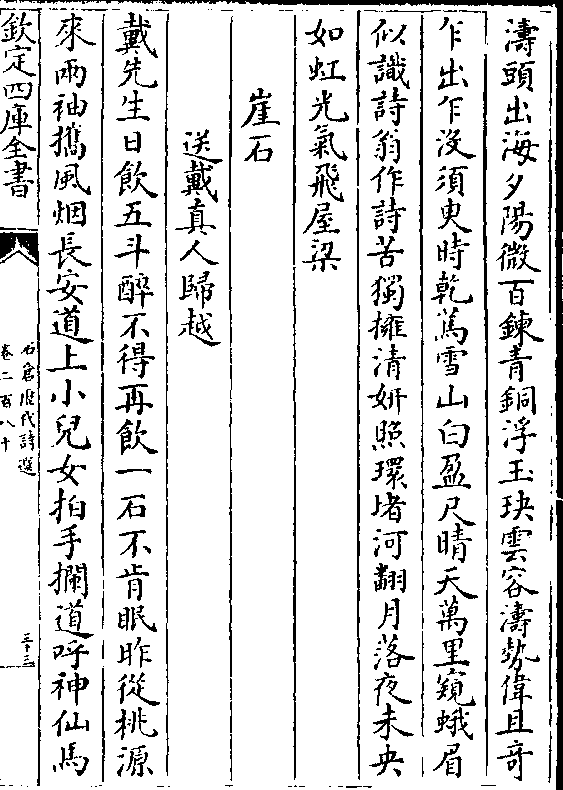 濤頭出海夕陽微百鍊青銅浮玉玦雲容濤勢偉且奇
乍出乍没須臾時乾蔫雪山白盈尺晴天萬里窺蛾眉
似識詩翁作詩苦獨擁清妍照環堵河翻月落夜未央
如虹光氣飛屋梁
崖石
送戴真人歸越
戴先生日飲五斗醉不得再飲一石不肯眠昨從桃源
來兩袖攜風烟長安道上小兒女拍手攔道呼神仙馬
欽定四庫全書
石倉歷代詩選
卷二百八十
三十三